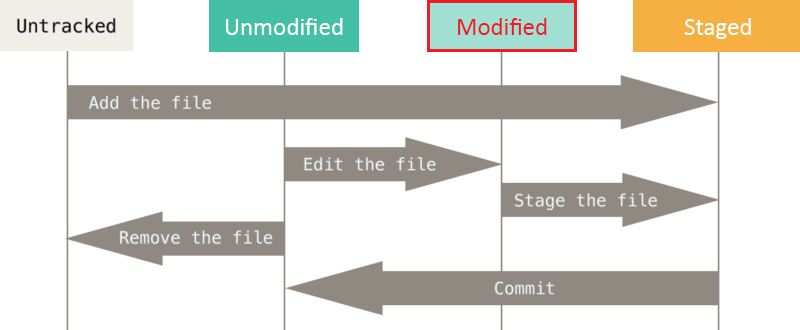 Untracked
Unmodified
Modified
Staged
Add the file
Edit the file
Stage the file
Remove the file
Commit